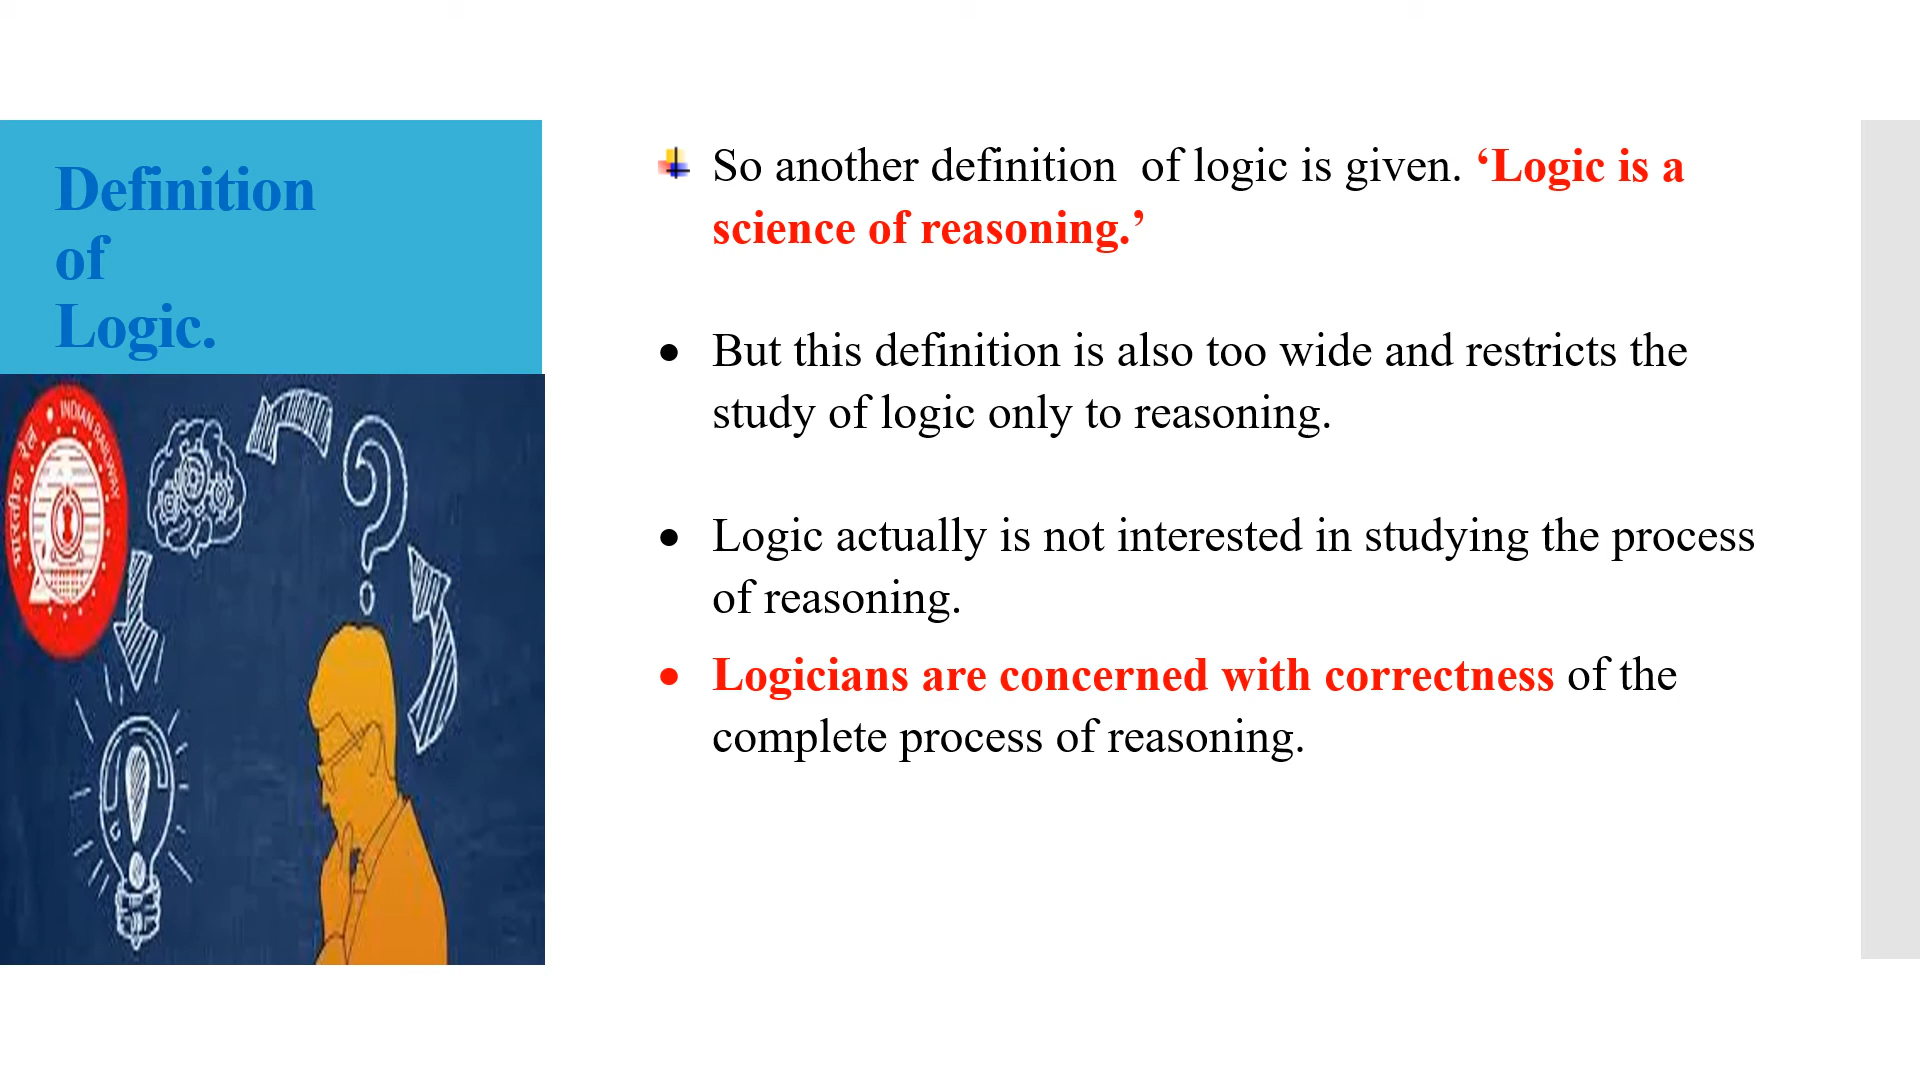 Definition
of
Logic.
So another definition  of logic is given. ‘Logic is a
science of reasoning.’
But this definition is also too wide and restricts the
study of logic only to reasoning.
Logic actually is not interested in studying the process
of reasoning.
Logicians are concerned with correctness of the
complete process of reasoning.
भारतीय रेल
INDIAN RAILWAY